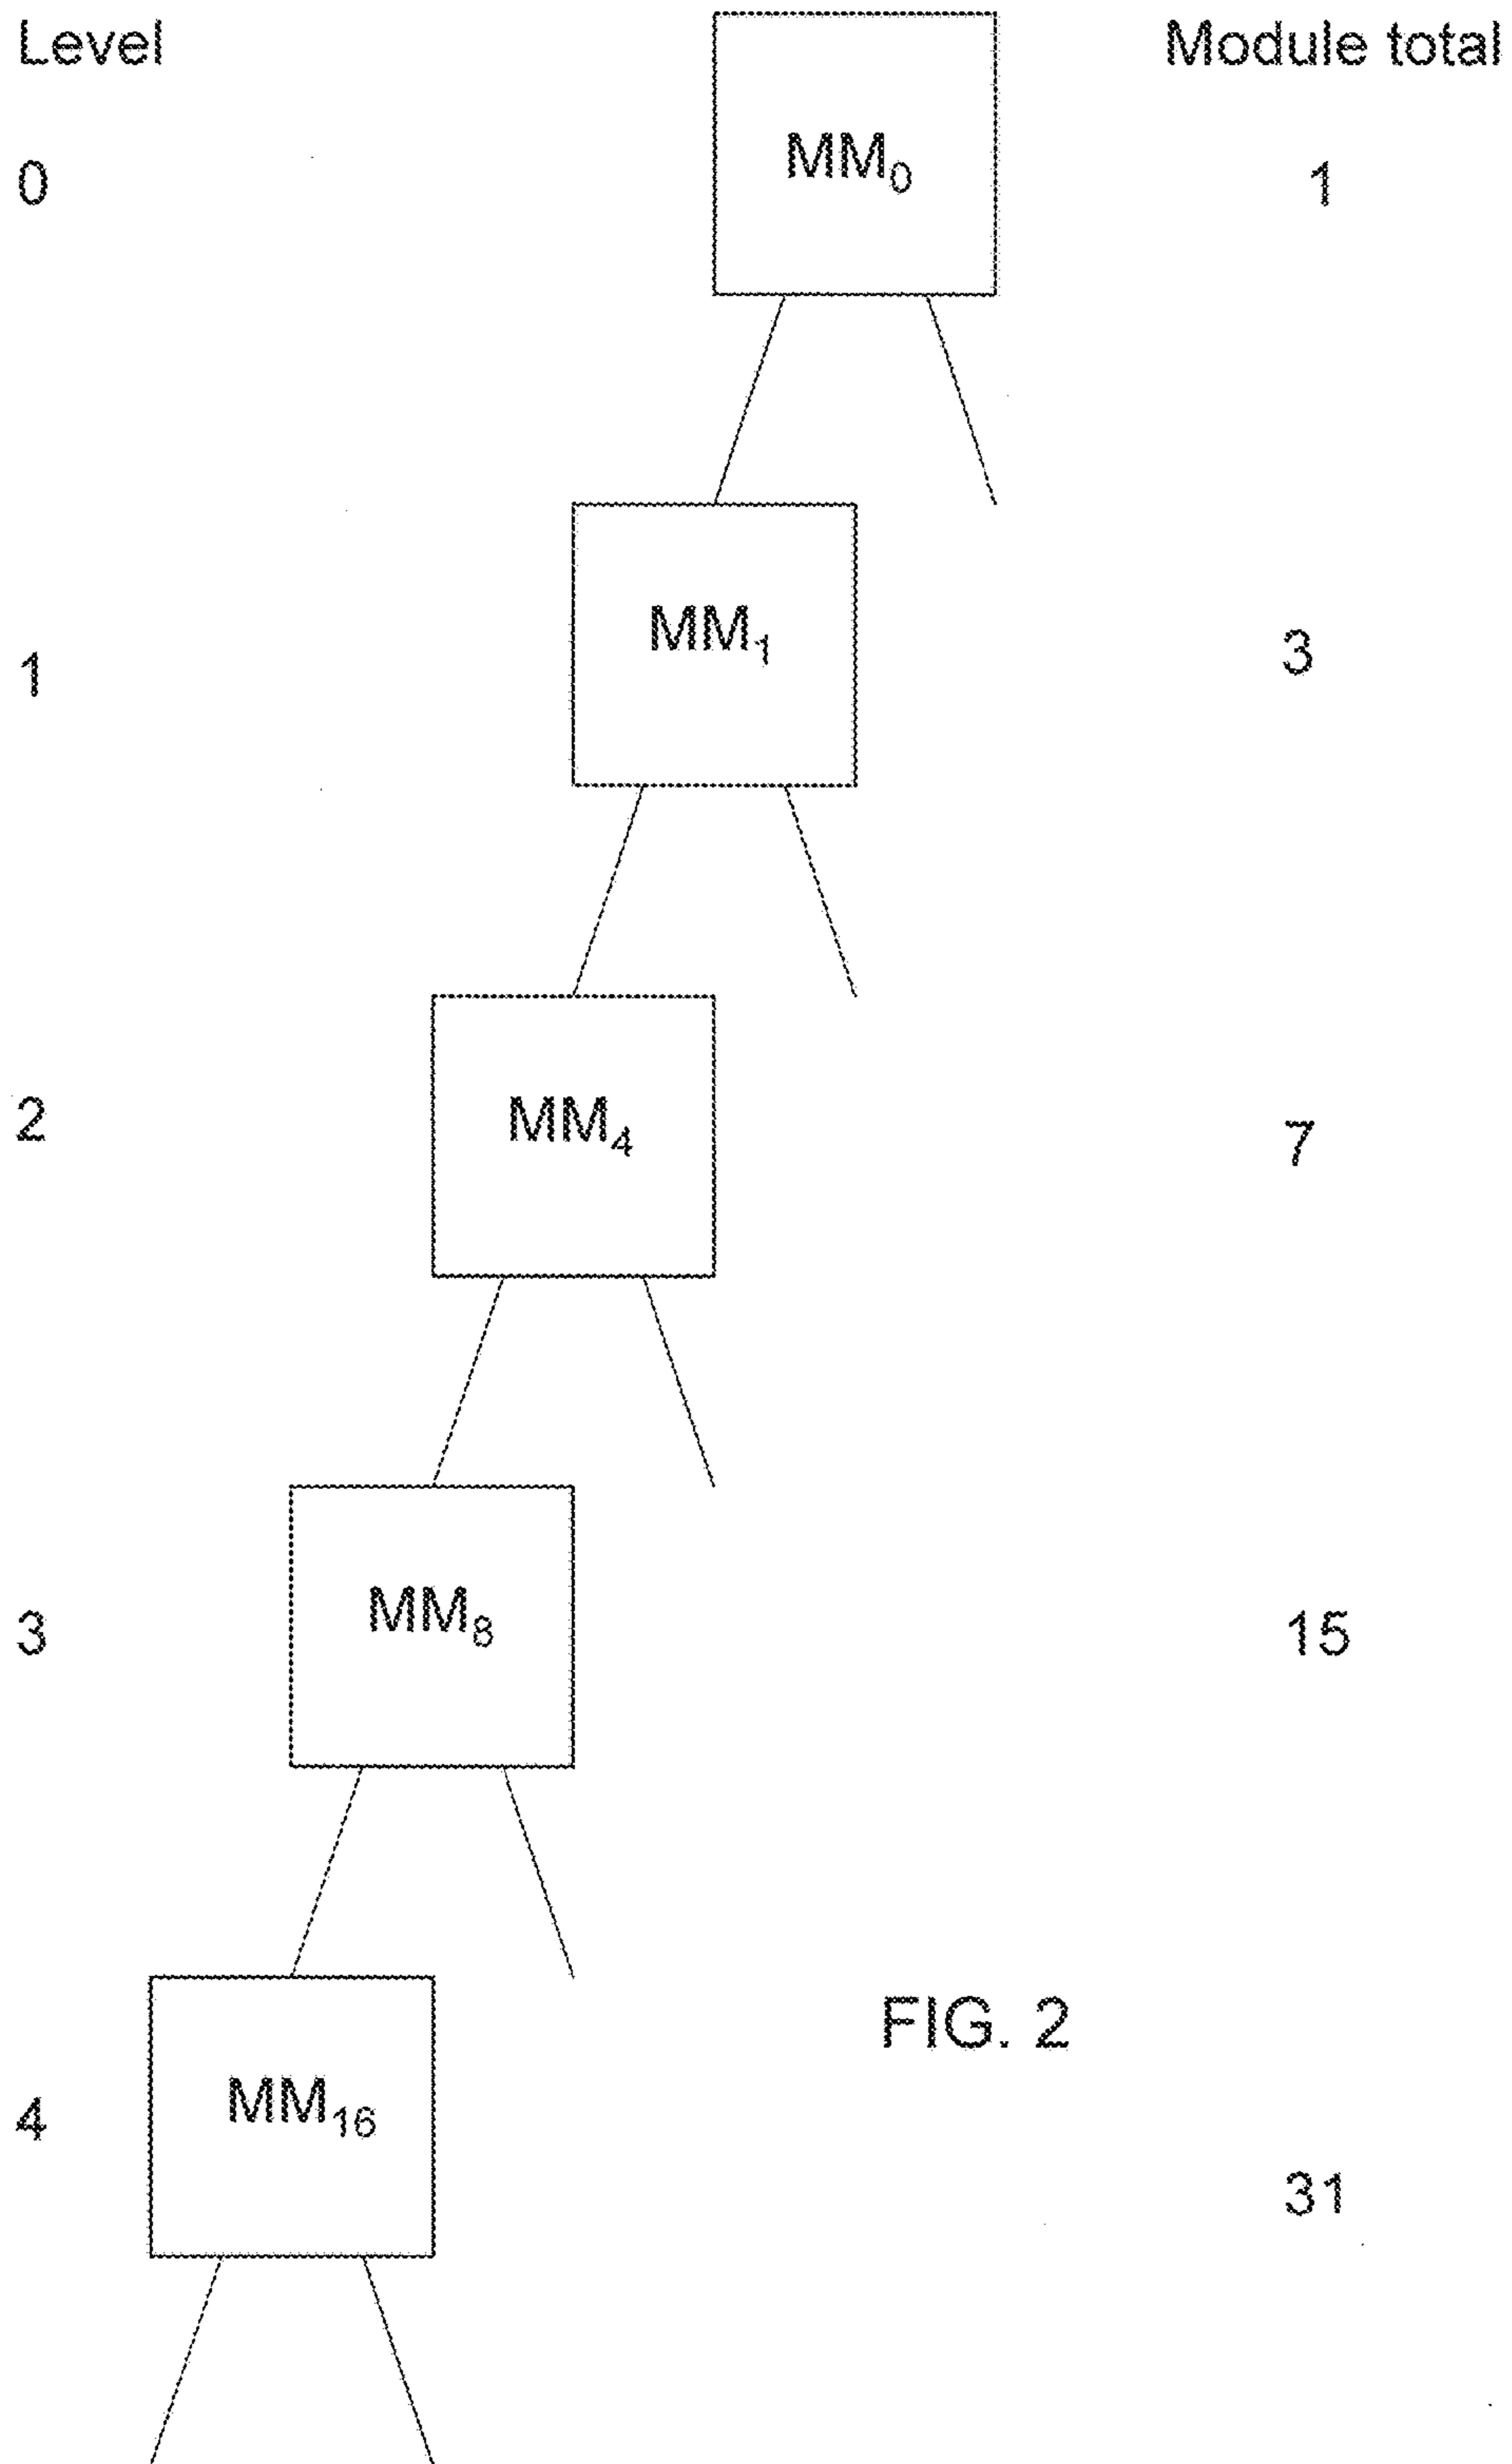 Level Module total
MM₀
0 1
MM₁
1 3
MM₄
2 7
MM₈
3 15
FIG. 2
MM₁₆
4
31